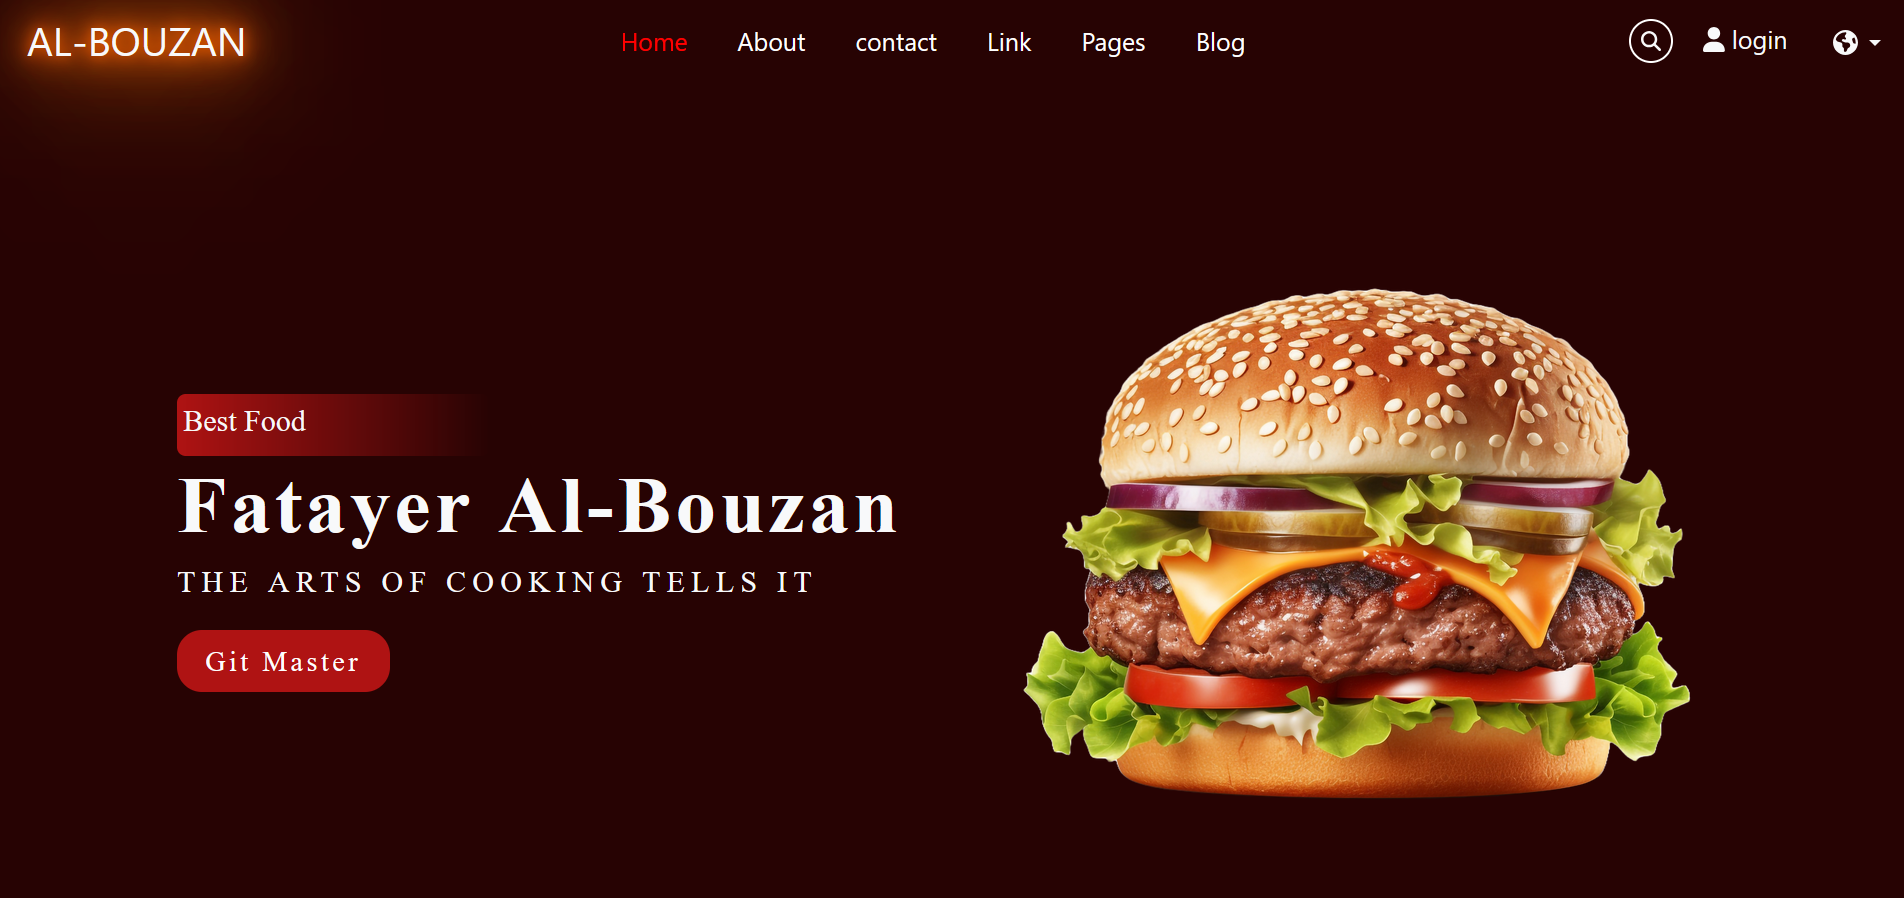 AL-BOUZAN
Home About contact Link Pages Blog
login
Best Food
Fatayer Al-Bouzan
THE ARTS OF COOKING TELLS IT
Git Master